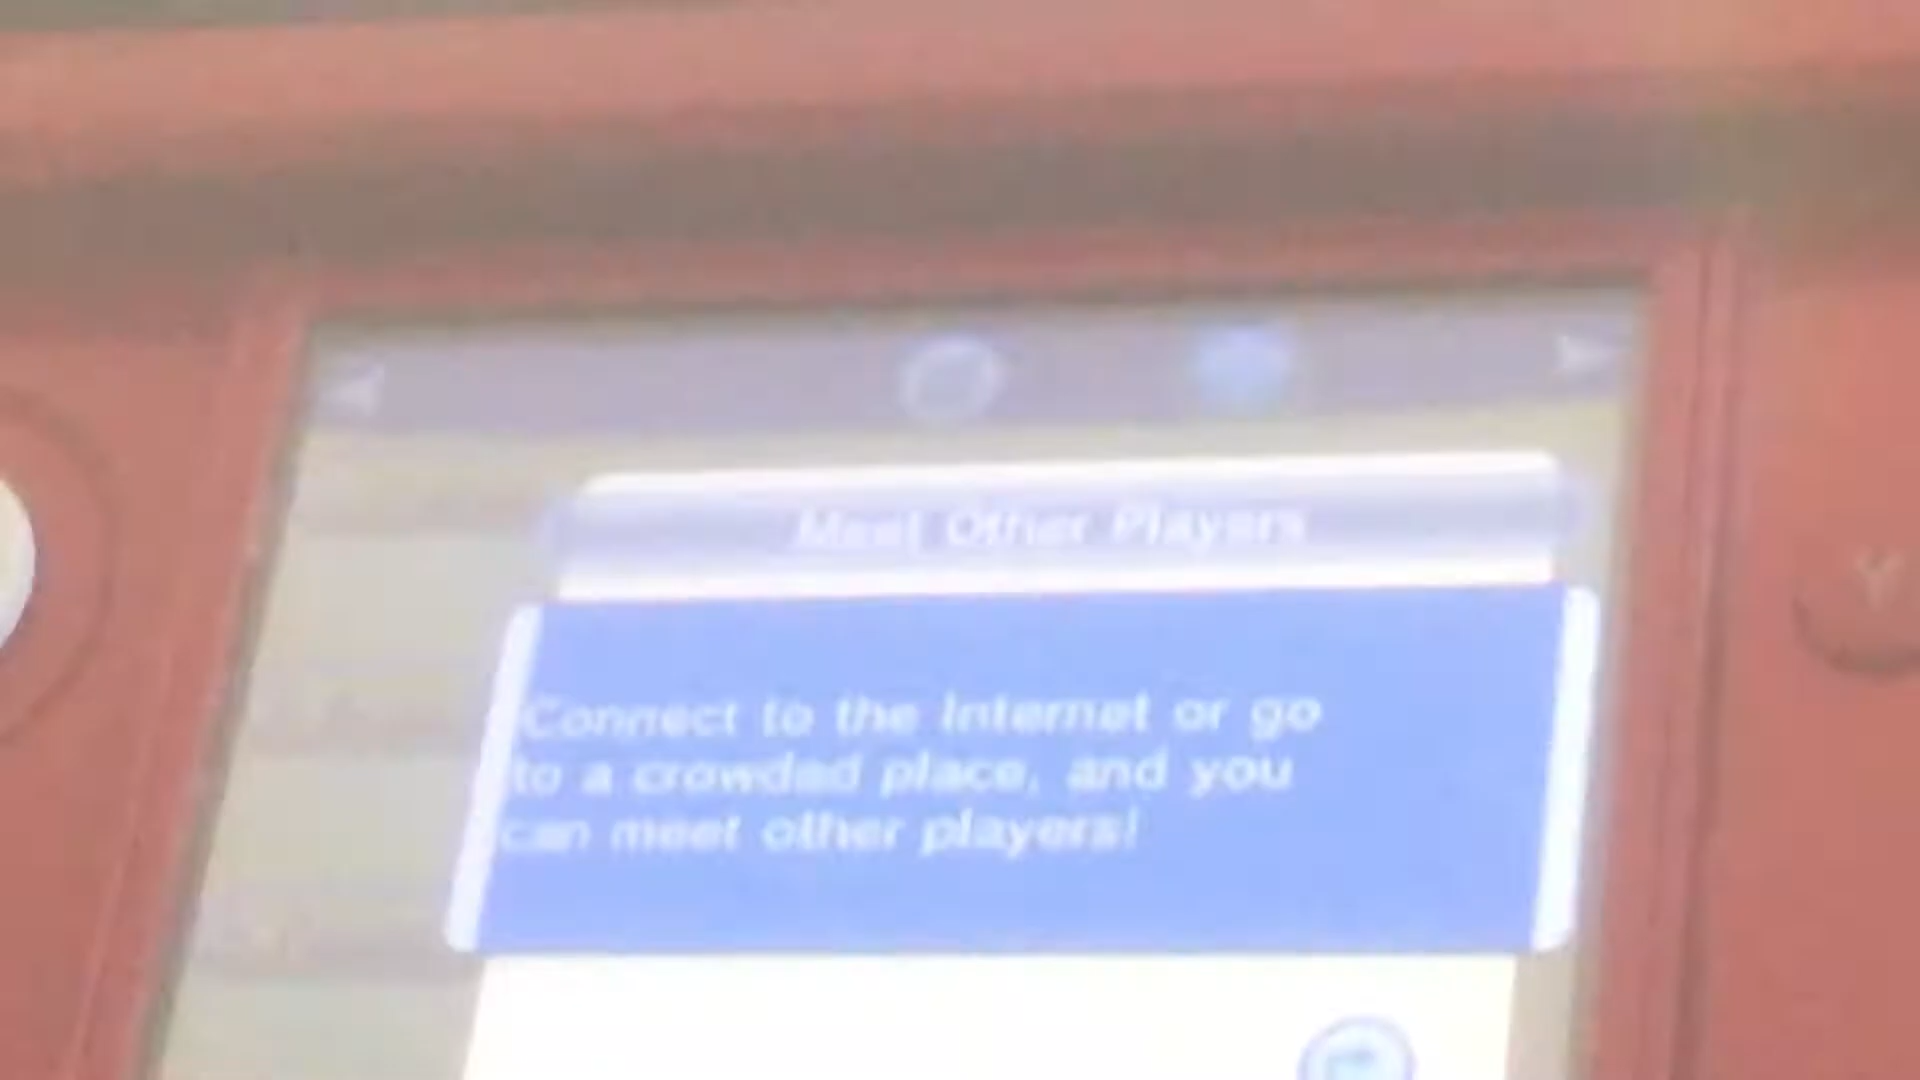 Meet Other Players
Connect to the Internet or go
to a crowded place, and you
can meet other players!
Y